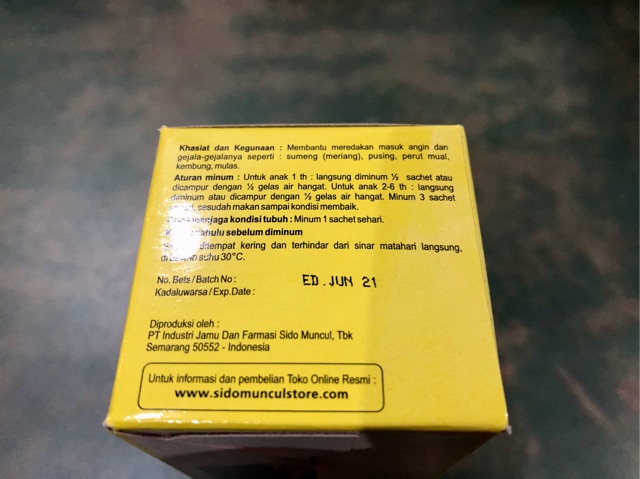 Khasiat dan Kegunaan : Membantu meredakan masuk angin dan
gejala-gejalanya seperti : sumeng (meriang), pusing, perut mual,
kembung, mulas.
Aturan minum : Untuk anak 1 th : langsung diminum ½ sachet atau
dicampur dengan ½ gelas air hangat. Untuk anak 2-6 th : langsung
diminum atau dicampur dengan ½ gelas air hangat. Minum 3 sachet
sesudah makan sampai kondisi membaik.
menjaga kondisi tubuh : Minum 1 sachet sehari.
sebelum diminum
kering dan terhindar dari sinar matahari langsung,
suhu 30°C.
No. Bets / Batch No :
ED. JUN 21
Kadaluwarsa / Exp. Date :
Diproduksi oleh :
PT Industri Jamu Dan Farmasi Sido Muncul, Tbk
Semarang 50552 - Indonesia
Untuk informasi dan pembelian Toko Online Resmi :
www.sidomunculstore.com